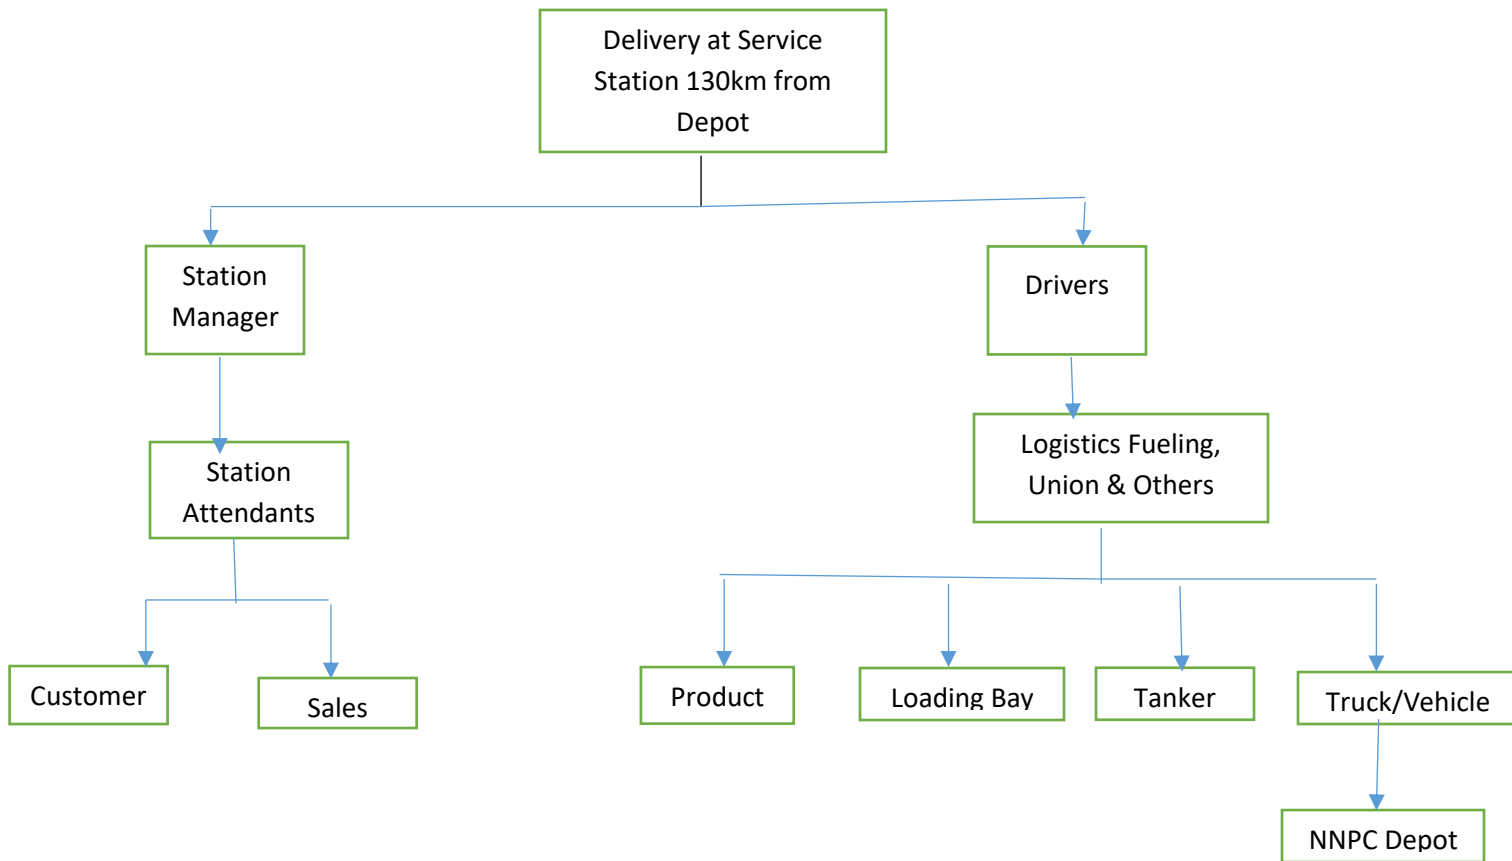 Delivery at Service
Station 130km from
Depot
Station
Manager
Drivers
Station
Attendants
Logistics Fueling,
Union & Others
Customer
Sales
Product
Loading Bay
Tanker
Truck/Vehicle
NNPC Depot